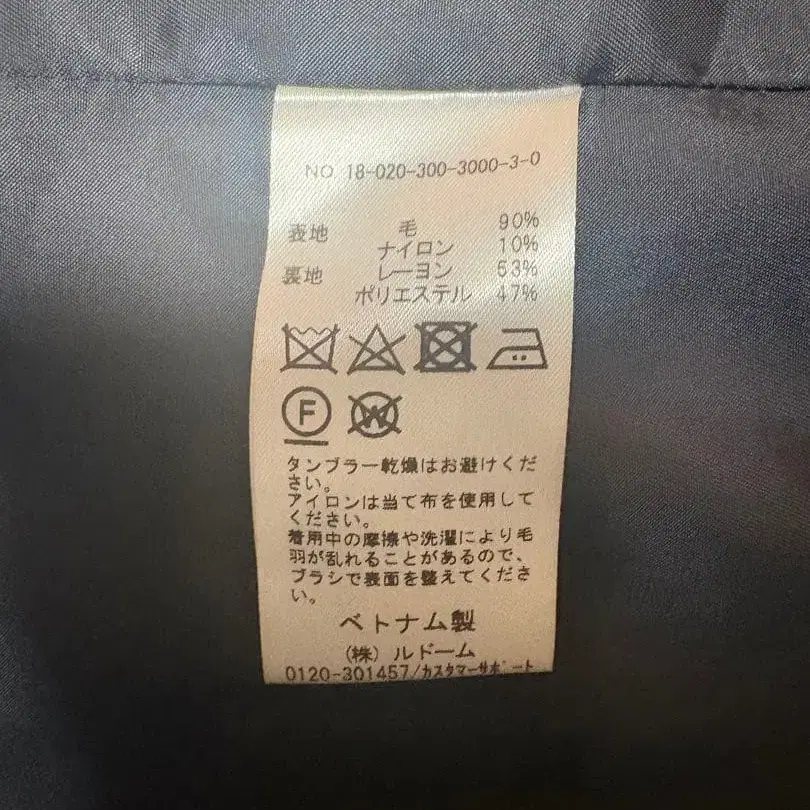 NO 18-020-300-3000-3-0
表地 毛 90%
ナイロン 10%
裏地 レーヨン 53%
ポリエステル 47%
F W
タンブラー乾燥はお避けくだ
さい。
アイロンは当て布を使用して
ください。
着用中の摩擦や洗濯により毛
羽が乱れることがあるので、
ブラシで表面を整えてくださ
い。
ベトナム製
(株)ルドーム
0120-301457/カスタマーサポート